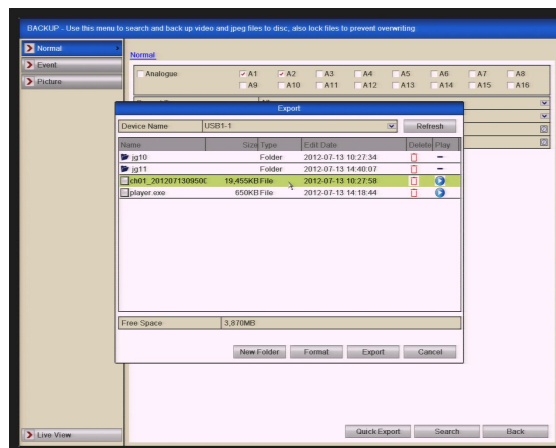 BACKUP - Use this menu to search and back up video and jpeg files to disc, also lock files to prevent overwriting
Normal
Event
Picture
Normal
Analogue A1 A2 A3 A4 A5 A6 A7 A8
A9 A10 A11 A12 A13 A14 A15 A16
Export
Device Name USB1-1 Refresh
Name Size Type Edit Date Delete Play
jg10 Folder 2012-07-13 10:27:34
jg11 Folder 2012-07-13 14:40:07
19,455KB File 2012-07-13 10:27:58
player.exe 650KB File 2012-07-13 14:18:44
Free Space 3,870MB
New Folder Format Export Cancel
Live View Quick Export Search Back